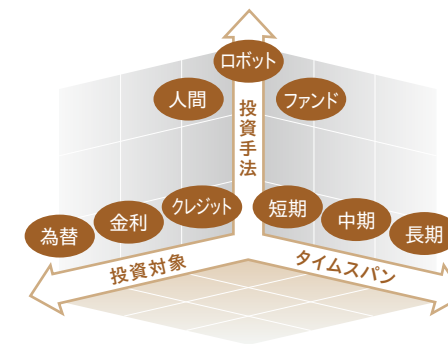 ロボット
人間
ファンド
投資手法
クレジット
短期
金利
中期
為替
長期
投資対象
タイムスパン